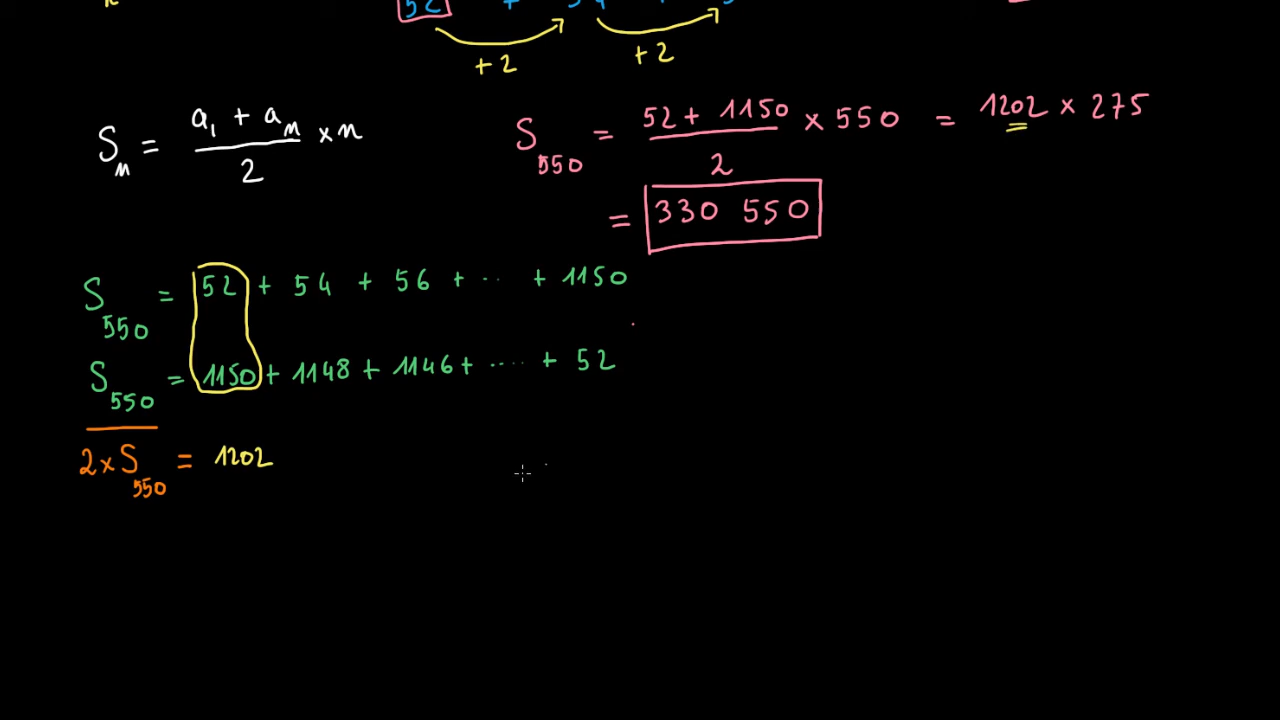 52
+2 +2
Sₙ = (a₁ + aₙ)/2 × n
S₅₅₀ = (52 + 1150)/2 × 550 = 1202 × 275
= 330 550
S₅₅₀ = 52 + 54 + 56 + ... + 1150
S₅₅₀ = 1150 + 1148 + 1146 + .... + 52
2×S₅₅₀ = 1202